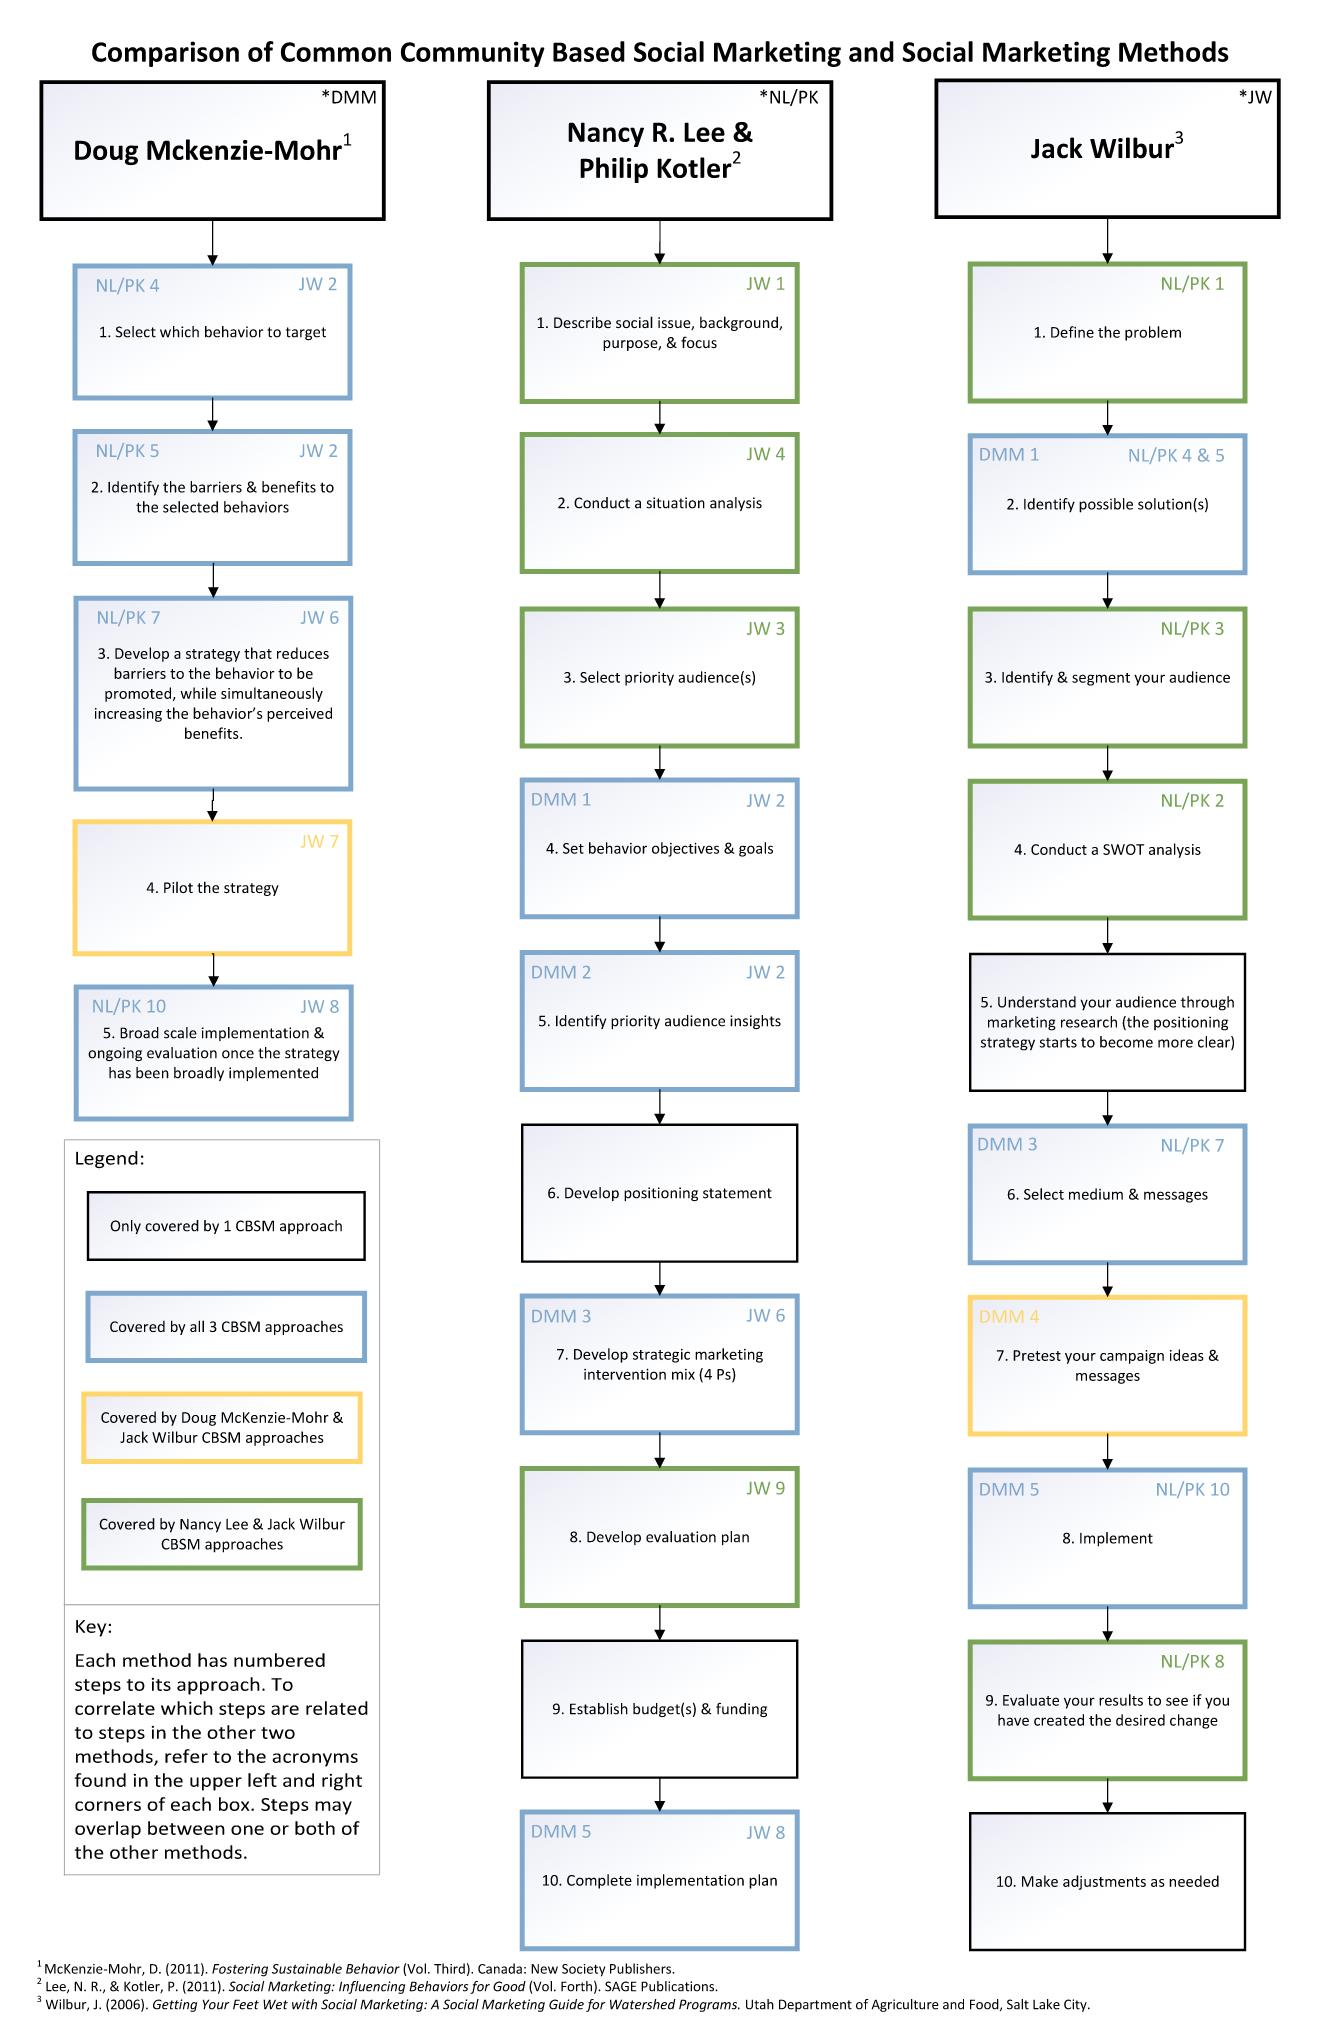 Comparison of Common Community Based Social Marketing and Social Marketing Methods
*DMM
Doug Mckenzie-Mohr1
NL/PK 4 JW 2
1. Select which behavior to target
NL/PK 5 JW 2
2. Identify the barriers & benefits to
the selected behaviors
NL/PK 7 JW 6
3. Develop a strategy that reduces
barriers to the behavior to be
promoted, while simultaneously
increasing the behavior’s perceived
benefits.
JW 7
4. Pilot the strategy
NL/PK 10 JW 8
5. Broad scale implementation &
ongoing evaluation once the strategy
has been broadly implemented
*NL/PK
Nancy R. Lee &
Philip Kotler2
JW 1
1. Describe social issue, background,
purpose, & focus
JW 4
2. Conduct a situation analysis
JW 3
3. Select priority audience(s)
DMM 1 JW 2
4. Set behavior objectives & goals
DMM 2 JW 2
5. Identify priority audience insights
6. Develop positioning statement
DMM 3 JW 6
7. Develop strategic marketing
intervention mix (4 Ps)
JW 9
8. Develop evaluation plan
9. Establish budget(s) & funding
DMM 5 JW 8
10. Complete implementation plan
*JW
Jack Wilbur3
NL/PK 1
1. Define the problem
DMM 1 NL/PK 4 & 5
2. Identify possible solution(s)
NL/PK 3
3. Identify & segment your audience
NL/PK 2
4. Conduct a SWOT analysis
5. Understand your audience through
marketing research (the positioning
strategy starts to become more clear)
DMM 3 NL/PK 7
6. Select medium & messages
DMM 4
7. Pretest your campaign ideas &
messages
DMM 5 NL/PK 10
8. Implement
NL/PK 8
9. Evaluate your results to see if you
have created the desired change
10. Make adjustments as needed
Legend:
Only covered by 1 CBSM approach
Covered by all 3 CBSM approaches
Covered by Doug McKenzie-Mohr &
Jack Wilbur CBSM approaches
Covered by Nancy Lee & Jack Wilbur
CBSM approaches
Key:
Each method has numbered
steps to its approach. To
correlate which steps are related
to steps in the other two
methods, refer to the acronyms
found in the upper left and right
corners of each box. Steps may
overlap between one or both of
the other methods.
1 McKenzie-Mohr, D. (2011). Fostering Sustainable Behavior (Vol. Third). Canada: New Society Publishers.
2 Lee, N. R., & Kotler, P. (2011). Social Marketing: Influencing Behaviors for Good (Vol. Forth). SAGE Publications.
3 Wilbur, J. (2006). Getting Your Feet Wet with Social Marketing: A Social Marketing Guide for Watershed Programs. Utah Department of Agriculture and Food, Salt Lake City.